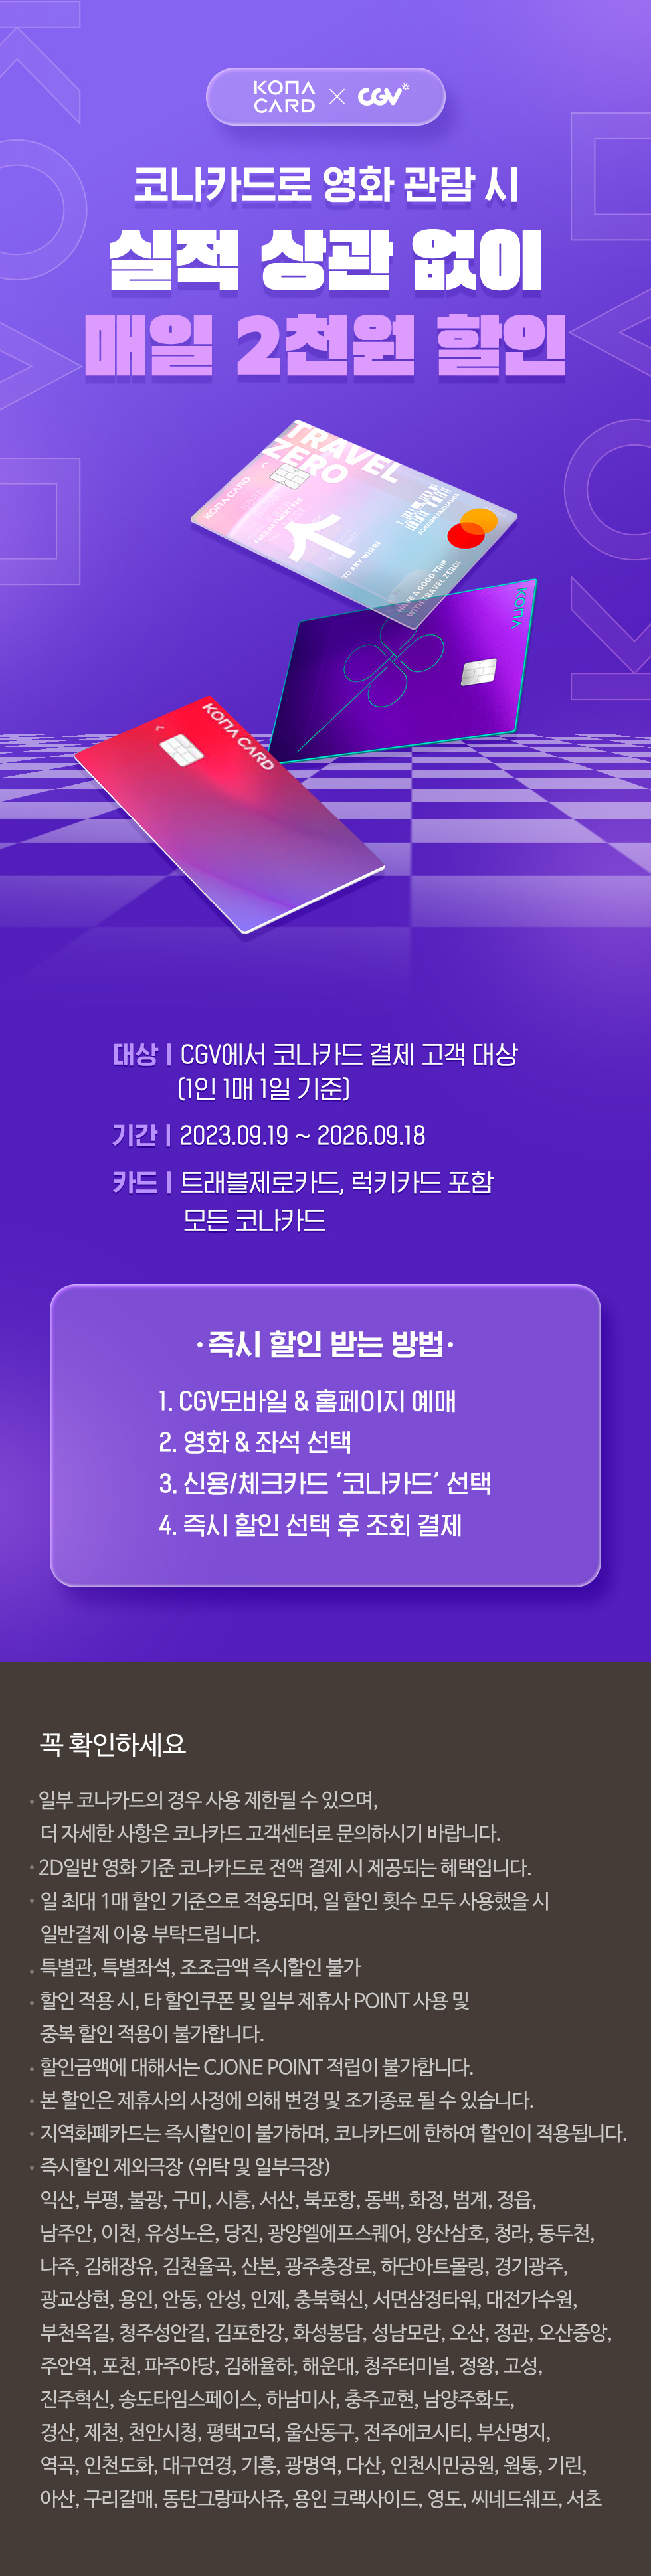 KONA
CARD
×
CGV
코나카드로 영화 관람 시
실적 상관 없이
매일 2천원 할인
TRAVEL
ZERO
KONA CARD
TO ANY WHERE
HAVE A GOOD TRIP
WITH TRAVEL ZERO!
KONA
KONA CARD
대상 | CGV에서 코나카드 결제 고객 대상
(1인 1매 1일 기준)
기간 | 2023.09.19 ~ 2026.09.18
카드 | 트래블제로카드, 럭키카드 포함
모든 코나카드
·즉시 할인 받는 방법·
1. CGV모바일 & 홈페이지 예매
2. 영화 & 좌석 선택
3. 신용/체크카드 ‘코나카드’ 선택
4. 즉시 할인 선택 후 조회 결제
꼭 확인하세요
• 일부 코나카드의 경우 사용 제한될 수 있으며,
더 자세한 사항은 코나카드 고객센터로 문의하시기 바랍니다.
• 2D일반 영화 기준 코나카드로 전액 결제 시 제공되는 혜택입니다.
• 일 최대 1매 할인 기준으로 적용되며, 일 할인 횟수 모두 사용했을 시
일반결제 이용 부탁드립니다.
• 특별관, 특별좌석, 조조금액 즉시할인 불가
• 할인 적용 시, 타 할인쿠폰 및 일부 제휴사 POINT 사용 및
중복 할인 적용이 불가합니다.
• 할인금액에 대해서는 CJONE POINT 적립이 불가합니다.
• 본 할인은 제휴사의 사정에 의해 변경 및 조기종료 될 수 있습니다.
• 지역화폐카드는 즉시할인이 불가하며, 코나카드에 한하여 할인이 적용됩니다.
• 즉시할인 제외극장 (위탁 및 일부극장)
익산, 부평, 불광, 구미, 시흥, 서산, 북포항, 동백, 화정, 범계, 정읍,
남주안, 이천, 유성노은, 당진, 광양엘에프스퀘어, 양산삼호, 청라, 동두천,
나주, 김해장유, 김천율곡, 산본, 광주충장로, 하단아트몰링, 경기광주,
광교상현, 용인, 안동, 안성, 인제, 충북혁신, 서면삼정타워, 대전가수원,
부천옥길, 청주성안길, 김포한강, 화성봉담, 성남모란, 오산, 정관, 오산중앙,
주안역, 포천, 파주야당, 김해율하, 해운대, 청주터미널, 정왕, 고성,
진주혁신, 송도타임스페이스, 하남미사, 충주교현, 남양주화도,
경산, 제천, 천안시청, 평택고덕, 울산동구, 전주에코시티, 부산명지,
역곡, 인천도화, 대구연경, 기흥, 광명역, 다산, 인천시민공원, 원통, 기린,
아산, 구리갈매, 동탄그랑파사쥬, 용인 크랙사이드, 영도, 씨네드쉐프, 서초